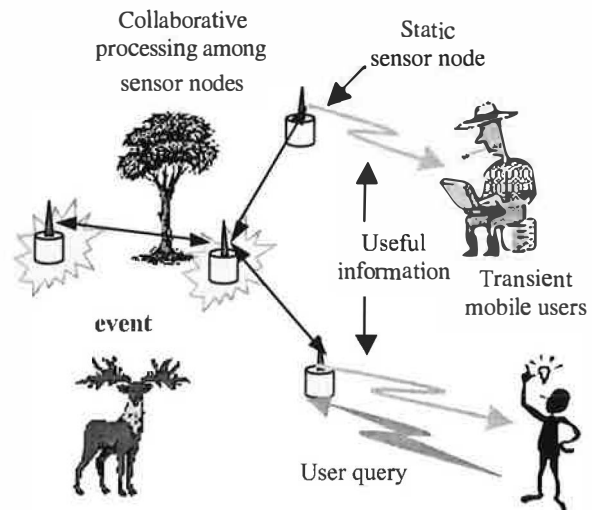 Collaborative
processing among
sensor nodes
Static
sensor node
Useful
information
Transient
mobile users
event
User query